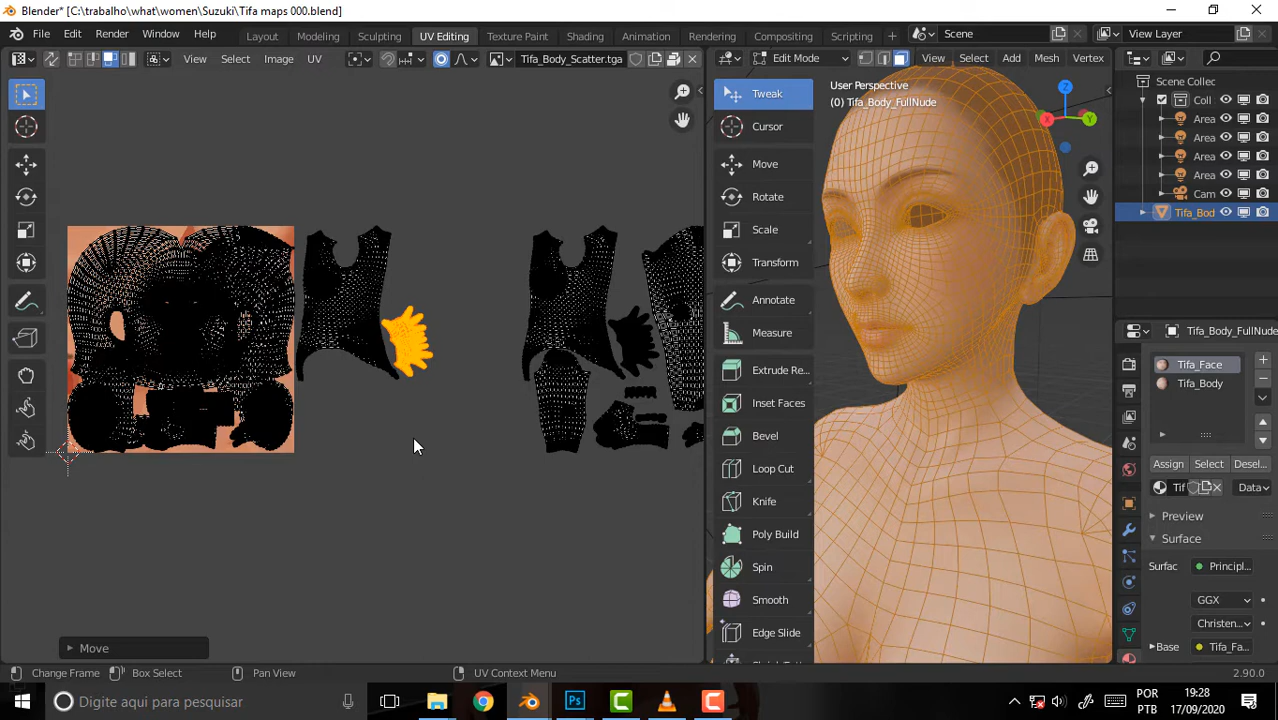 Blender* [C:\trabalho\what\women\Suzuki\Tifa maps 000.blend]
File Edit Render Window Help Layout Modeling Sculpting UV Editing Texture Paint Shading Animation Rendering Compositing Scripting + Scene View Layer
View Select Image UV Tifa_Body_Scatter.tga Edit Mode View Select Add Mesh Vertex
Tweak
User Perspective
(0) Tifa_Body_FullNude
Cursor
Move
Rotate
Scale
Transform
Annotate
Measure
Extrude Re...
Inset Faces
Bevel
Loop Cut
Knife
Poly Build
Spin
Smooth
Edge Slide
Z
X
Y
Scene Collec
Coll
Area
Area
Area
Area
Cam
Tifa_Bod
Tifa_Body_FullNude
Tifa_Face
Tifa_Body
Assign Select Desel...
Tif Data
Preview
Surface
Surfac Principl...
GGX
Christen...
Base Tifa_Fa...
Move
Change Frame Box Select Pan View UV Context Menu 2.90.0
Digite aqui para pesquisar
Ps
POR
PTB
19:28
17/09/2020